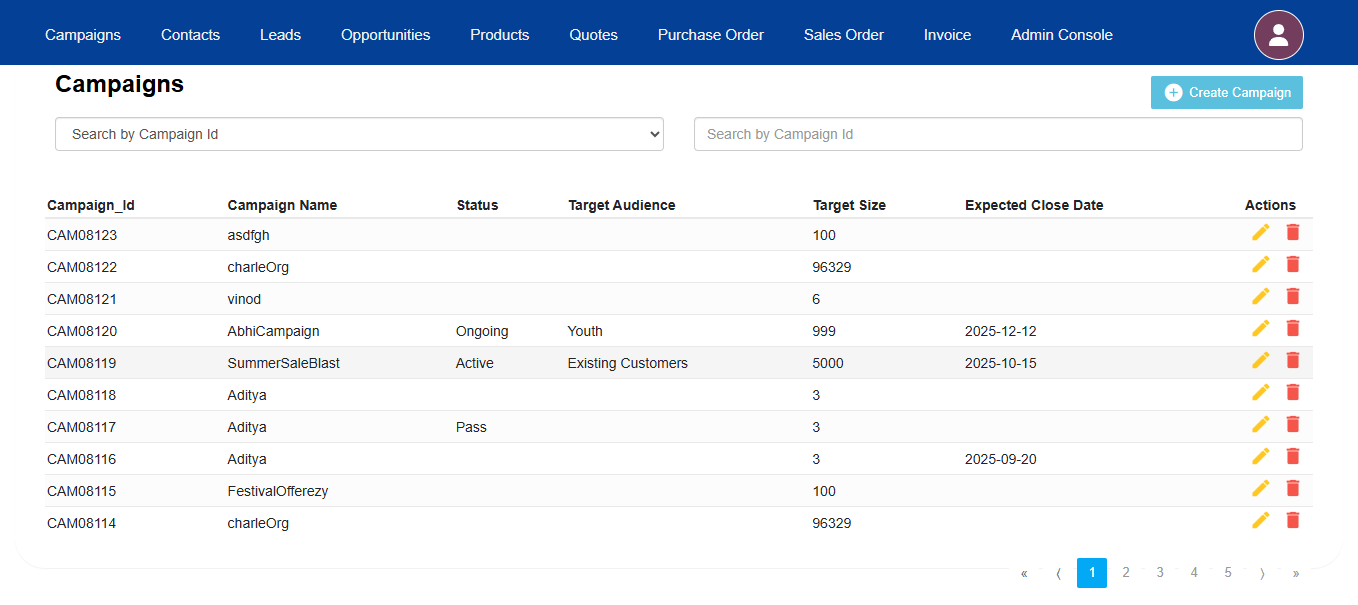 Campaigns Contacts Leads Opportunities Products Quotes Purchase Order Sales Order Invoice Admin Console
Campaigns
Create Campaign
Search by Campaign Id Search by Campaign Id
Campaign_Id Campaign Name Status Target Audience Target Size Expected Close Date Actions
CAM08123 asdfgh 100
CAM08122 charleOrg 96329
CAM08121 vinod 6
CAM08120 AbhiCampaign Ongoing Youth 999 2025-12-12
CAM08119 SummerSaleBlast Active Existing Customers 5000 2025-10-15
CAM08118 Aditya 3
CAM08117 Aditya Pass 3
CAM08116 Aditya 3 2025-09-20
CAM08115 FestivalOfferezy 100
CAM08114 charleOrg 96329
« ⟨ 1 2 3 4 5 ⟩ »